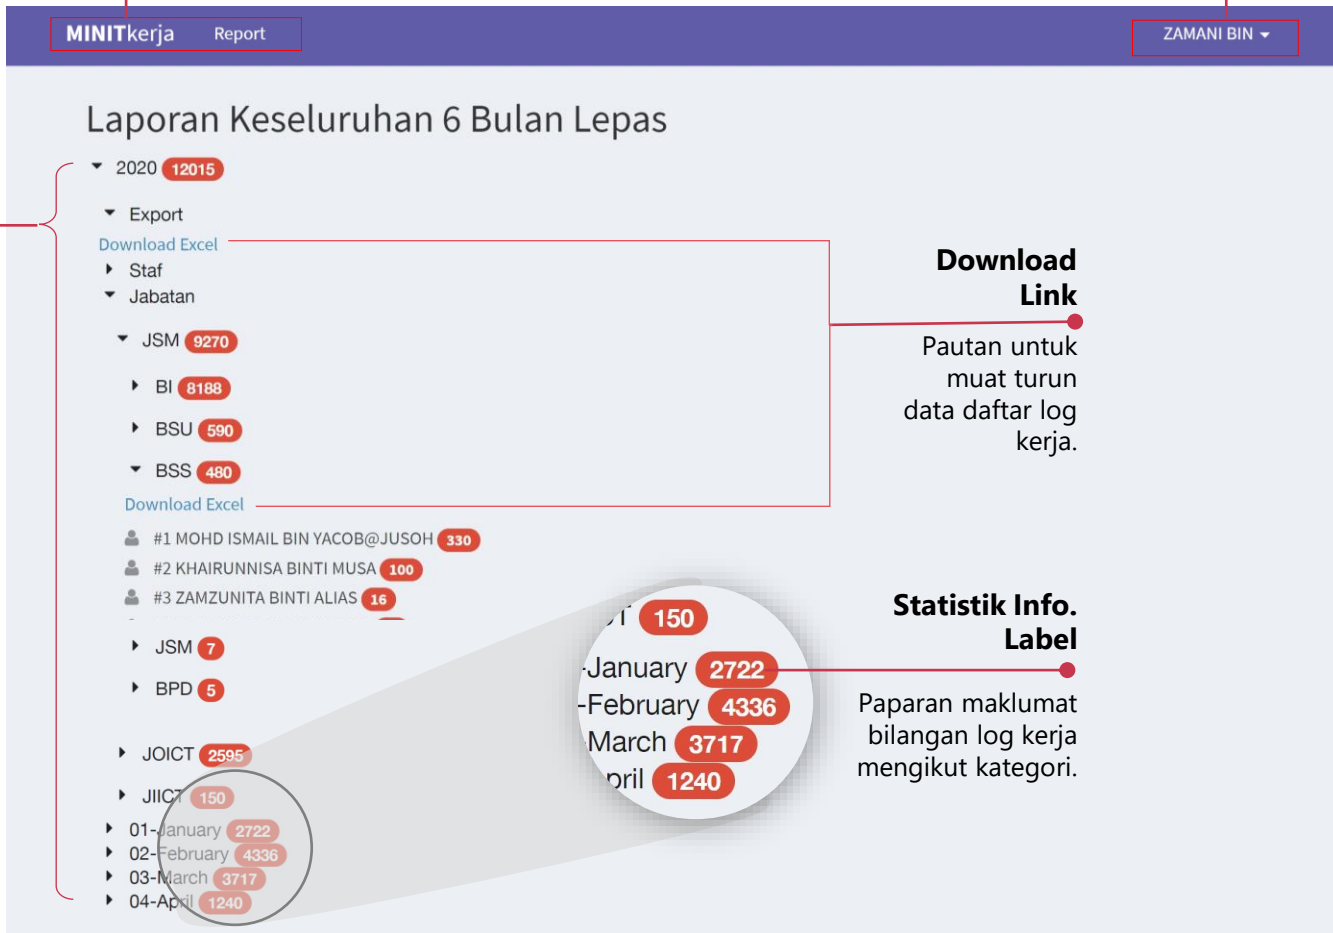 MINITkerja Report ZAMANI BIN
Laporan Keseluruhan 6 Bulan Lepas
2020 12015
Export
Download Excel
Staf
Jabatan
JSM 9270
BI 8188
BSU 590
BSS 480
Download Excel
#1 MOHD ISMAIL BIN YACOB@JUSOH 330
#2 KHAIRUNNISA BINTI MUSA 100
#3 ZAMZUNITA BINTI ALIAS 16
JSM 7
BPD 5
JOICT 2595
JIICT 150
01-January 2722
02-February 4336
03-March 3717
04-April 1240
Download
Link
Pautan untuk
muat turun
data daftar log
kerja.
150
-January 2722
-February 4336
March 3717
pril 1240
Statistik Info.
Label
Paparan maklumat
bilangan log kerja
mengikut kategori.